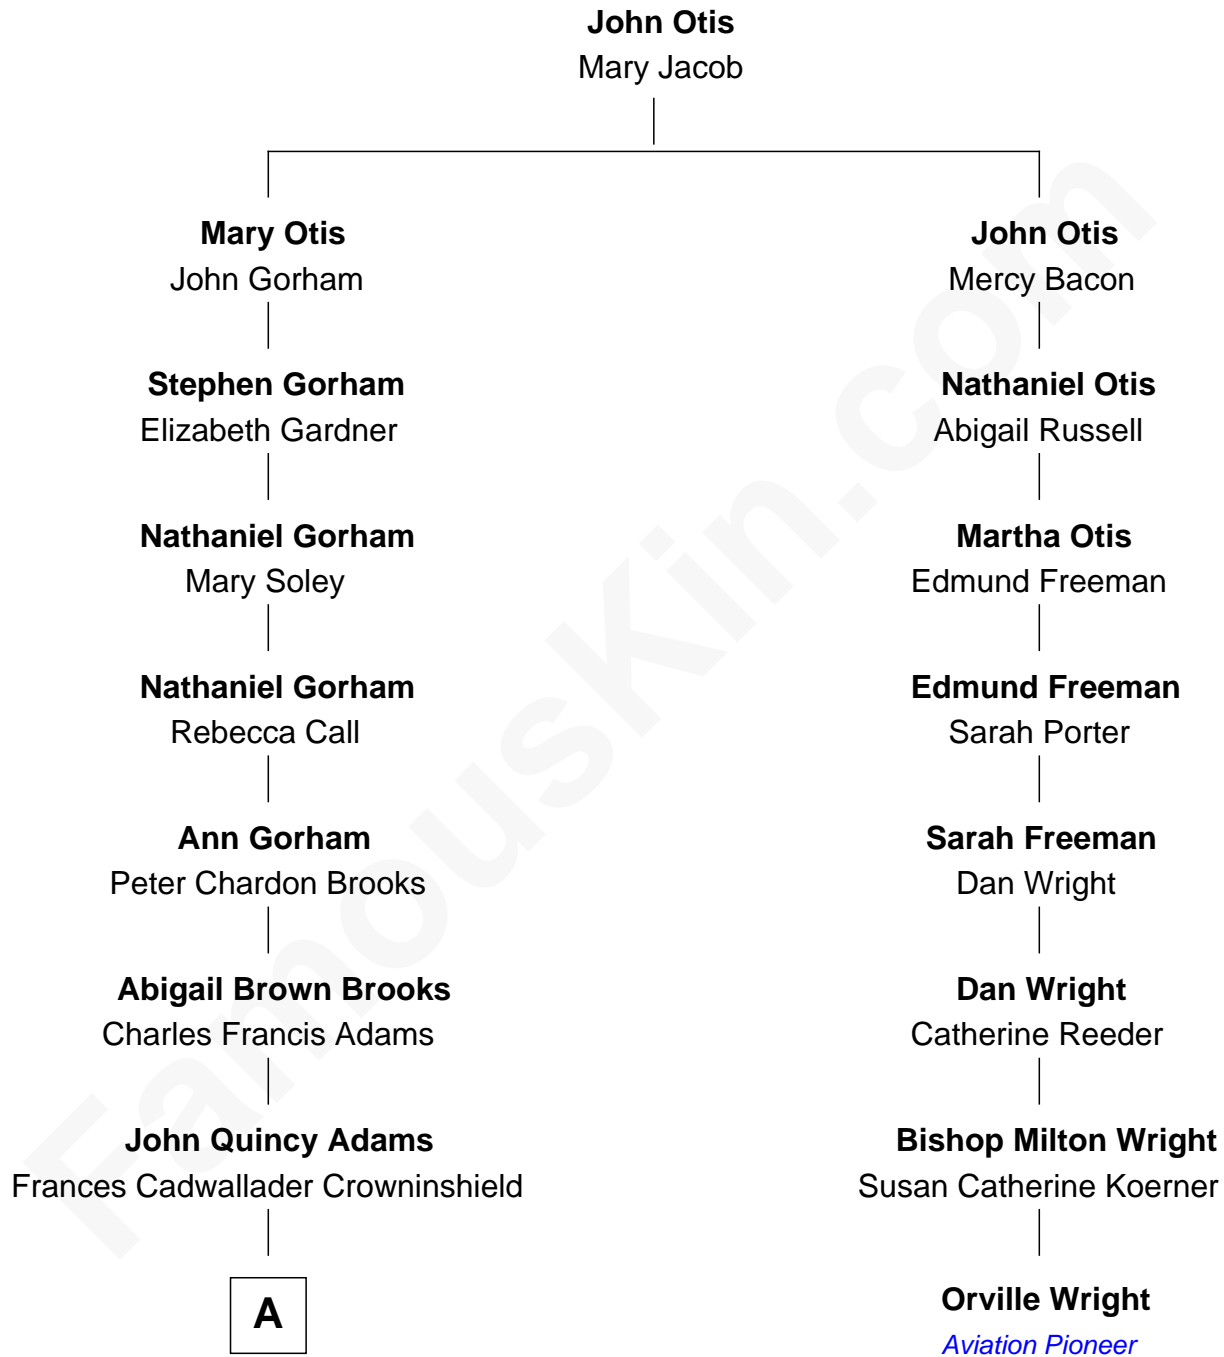 John Otis
Mary Jacob
Mary Otis
John Gorham
Stephen Gorham
Elizabeth Gardner
Nathaniel Gorham
Mary Soley
Nathaniel Gorham
Rebecca Call
Ann Gorham
Peter Chardon Brooks
Abigail Brown Brooks
Charles Francis Adams
John Quincy Adams
Frances Cadwallader Crowninshield
A
John Otis
Mercy Bacon
Nathaniel Otis
Abigail Russell
Martha Otis
Edmund Freeman
Edmund Freeman
Sarah Porter
Sarah Freeman
Dan Wright
Dan Wright
Catherine Reeder
Bishop Milton Wright
Susan Catherine Koerner
Orville Wright
Aviation Pioneer
FamousKin.com